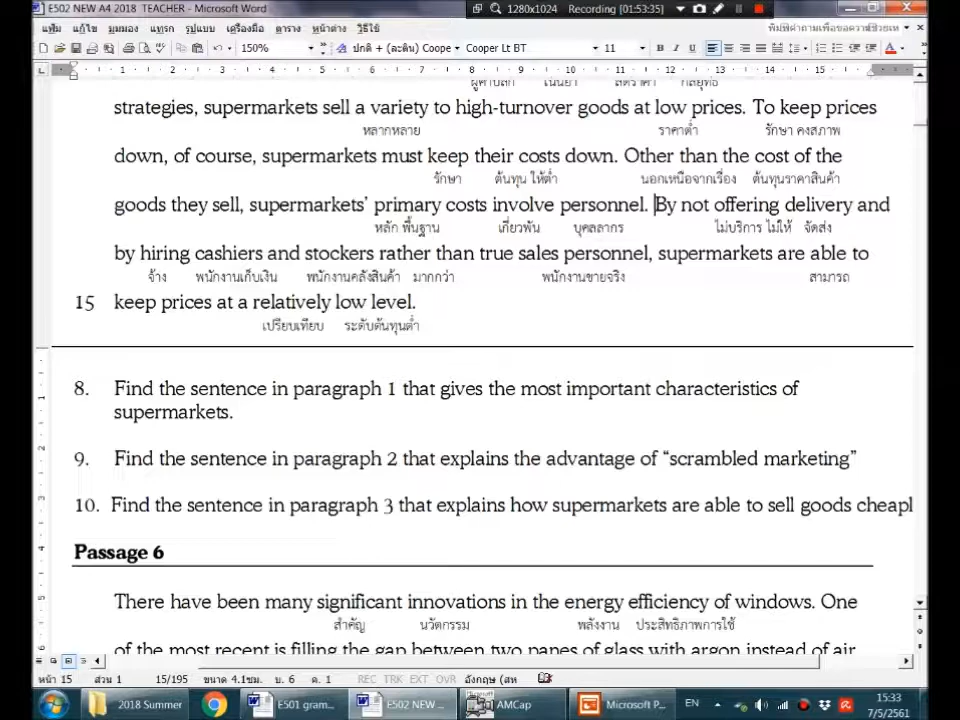 E502 NEW A4 2018 TEACHER - Microsoft Word
1280x1024 Recording [01:53:35]
แฟ้ม แก้ไข มุมมอง แทรก รูปแบบ เครื่องมือ ตาราง หน้าต่าง วิธีใช้
พิมพ์คำถามเพื่อขอความช่วยเหลือ
150% ปกติ + (ละติน) Coope Cooper Lt BT 11 B I U
ผู้ค้าปลีก เน้นย้ำ ลดราคา กลยุทธ์
strategies, supermarkets sell a variety to high-turnover goods at low prices. To keep prices
หลากหลาย ราคาต่ำ รักษา คงสภาพ
down, of course, supermarkets must keep their costs down. Other than the cost of the
รักษา ต้นทุน ให้ต่ำ นอกเหนือจากเรื่อง ต้นทุนราคาสินค้า
goods they sell, supermarkets' primary costs involve personnel. By not offering delivery and
หลัก พื้นฐาน เกี่ยวพัน บุคลลากร ไม่บริการ ไม่ให้ จัดส่ง
by hiring cashiers and stockers rather than true sales personnel, supermarkets are able to
จ้าง พนักงานเก็บเงิน พนักงานคลังสินค้า มากกว่า พนักงานขายจริง สามารถ
15 keep prices at a relatively low level.
เปรียบเทียบ ระดับต้นทุนต่ำ
8. Find the sentence in paragraph 1 that gives the most important characteristics of
supermarkets.
9. Find the sentence in paragraph 2 that explains the advantage of “scrambled marketing”
10. Find the sentence in paragraph 3 that explains how supermarkets are able to sell goods cheapl
Passage 6
There have been many significant innovations in the energy efficiency of windows. One
สำคัญ นวัตกรรม พลังงาน ประสิทธิภาพการใช้
of the most recent is filling the gap between two panes of glass with argon instead of air
หน้า 15 ส่วน 1 15/195 ขนาด 4.1ซม. บ. 6 ด. 1 REC TRK EXT OVR อังกฤษ (สห
2018 Summer E501 gram... E502 NEW ... AMCap Microsoft P... EN 15:33
7/5/2561